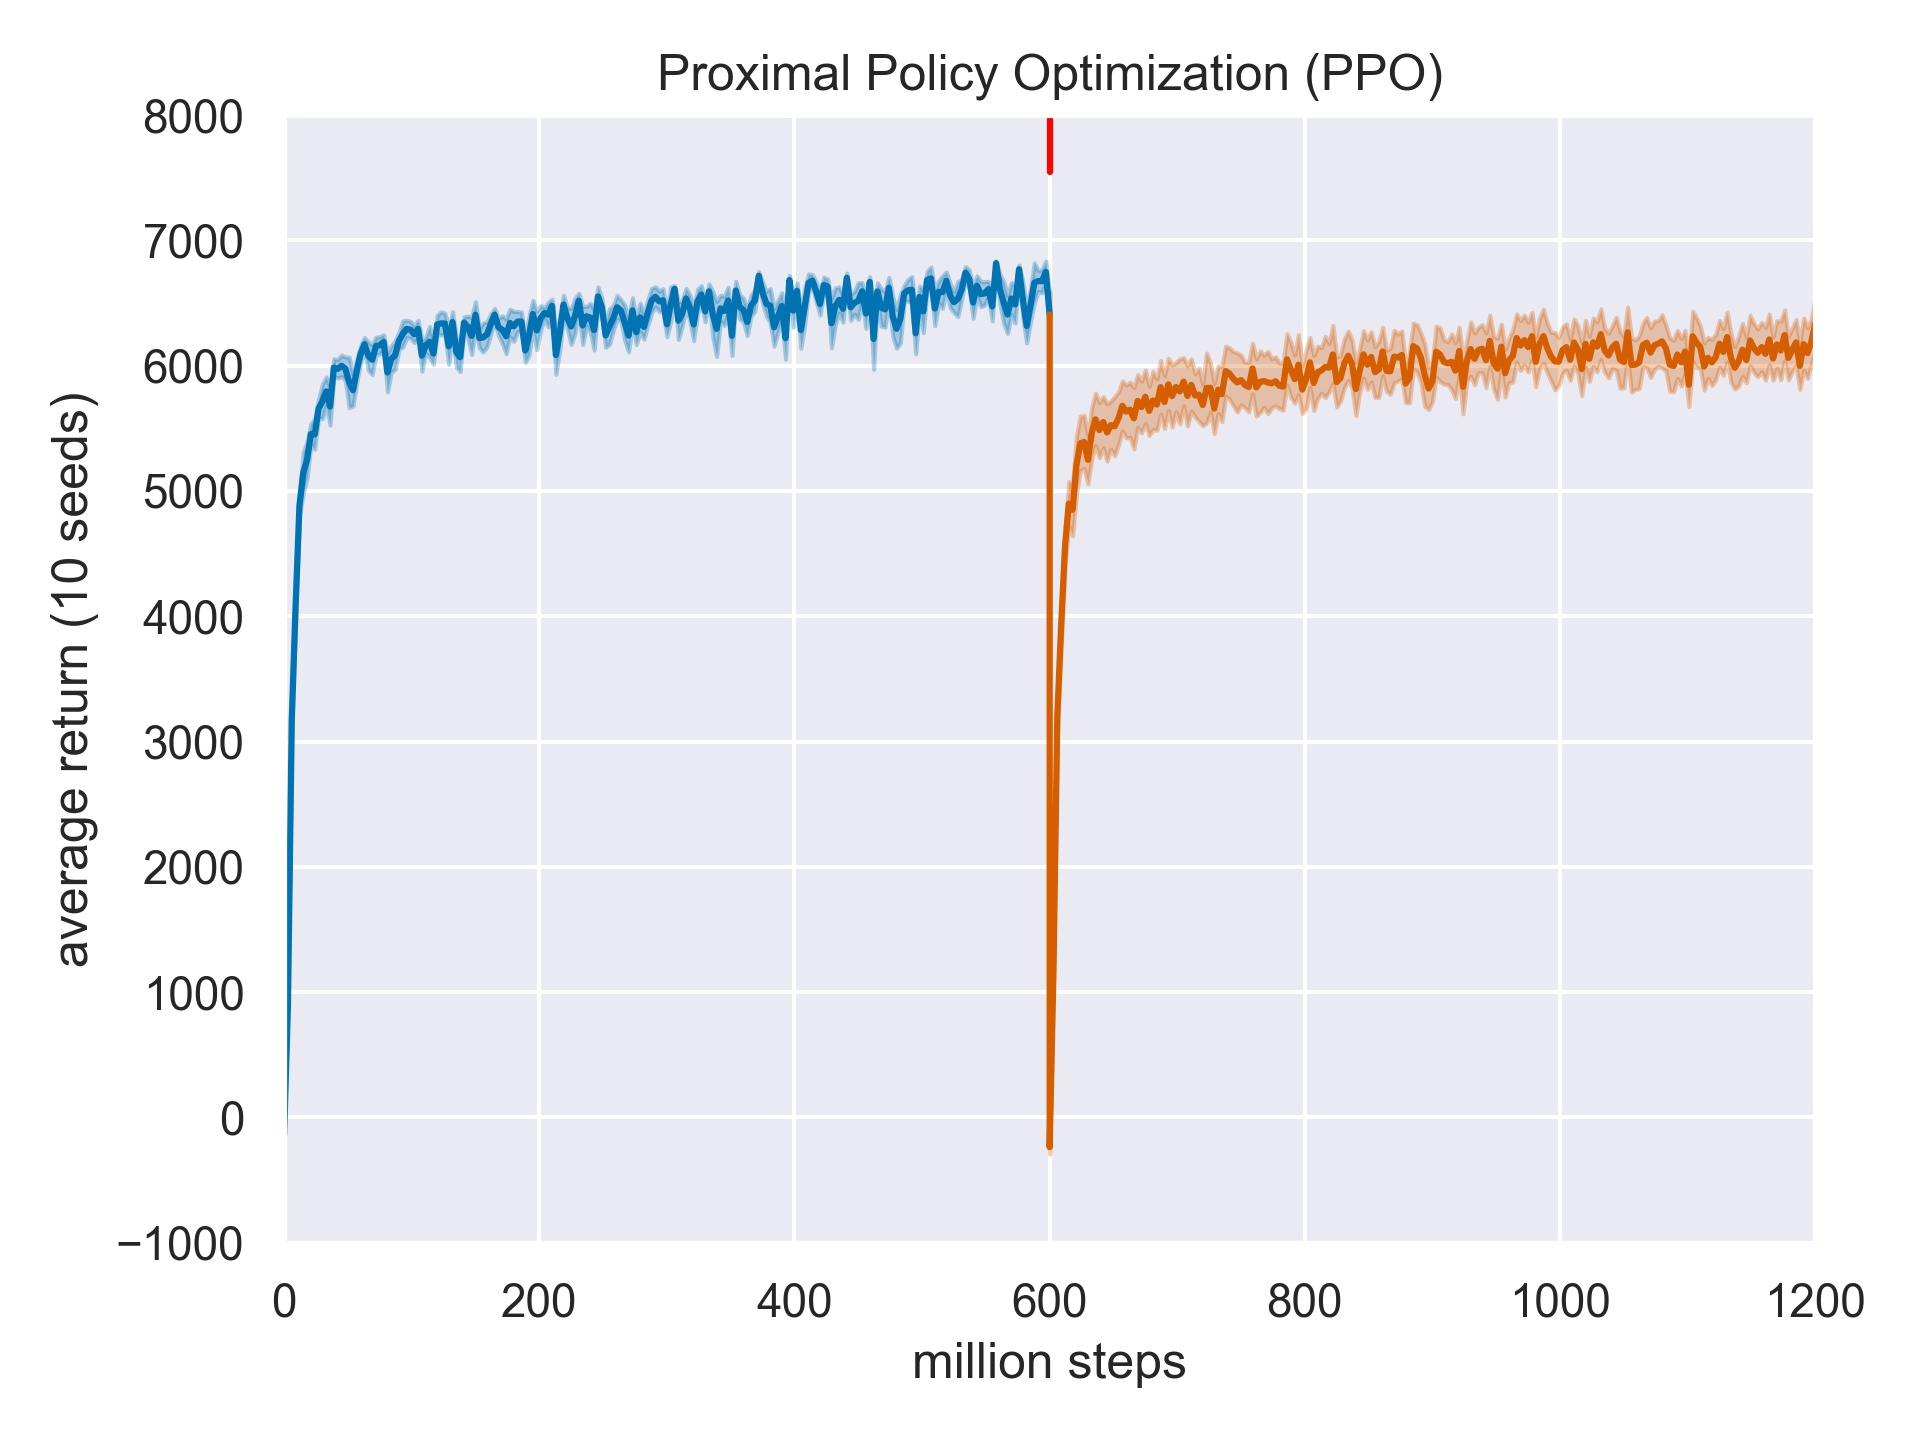 Proximal Policy Optimization (PPO)
8000
7000
6000
5000
4000
3000
2000
1000
0
−1000
average return (10 seeds)
0 200 400 600 800 1000 1200
million steps